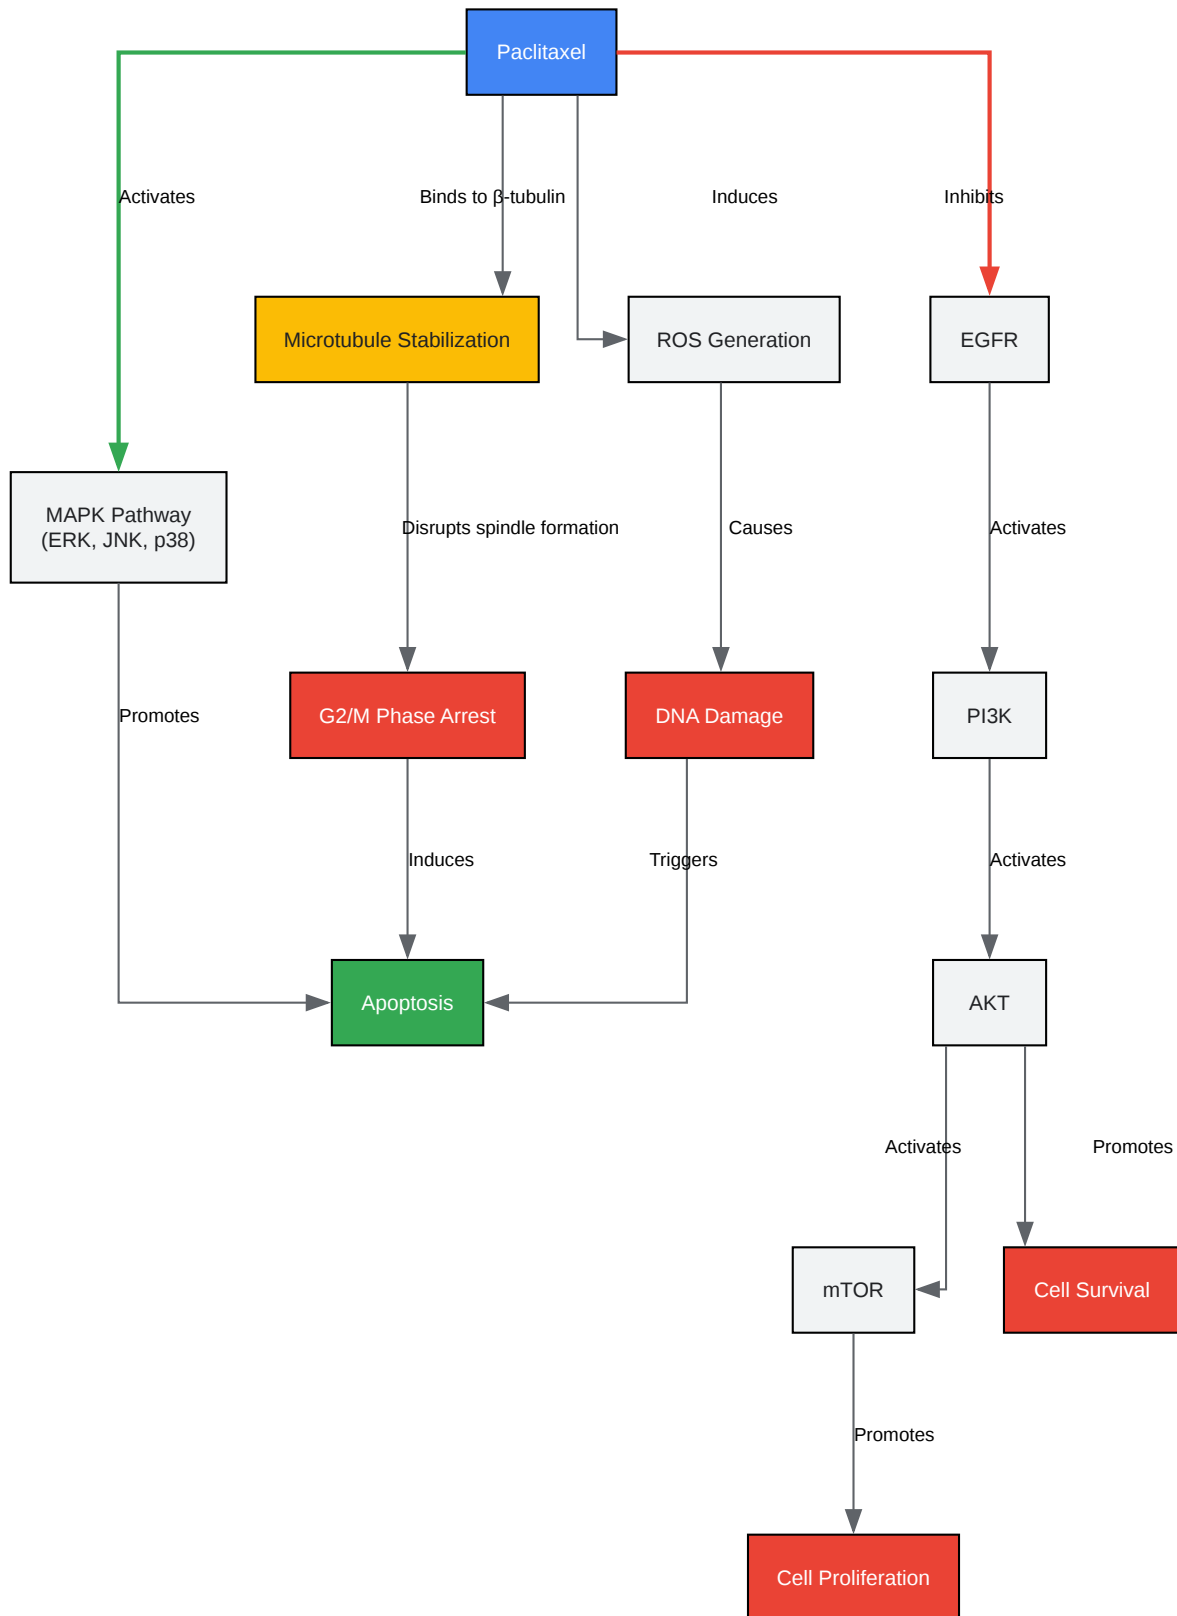 Paclitaxel
Activates
Binds to β-tubulin
Induces
Inhibits
Microtubule Stabilization
ROS Generation
EGFR
MAPK Pathway
(ERK, JNK, p38)
Disrupts spindle formation
Causes
Activates
Promotes
G2/M Phase Arrest
DNA Damage
PI3K
Induces
Triggers
Activates
Apoptosis
AKT
Activates
Promotes
mTOR
Cell Survival
Promotes
Cell Proliferation